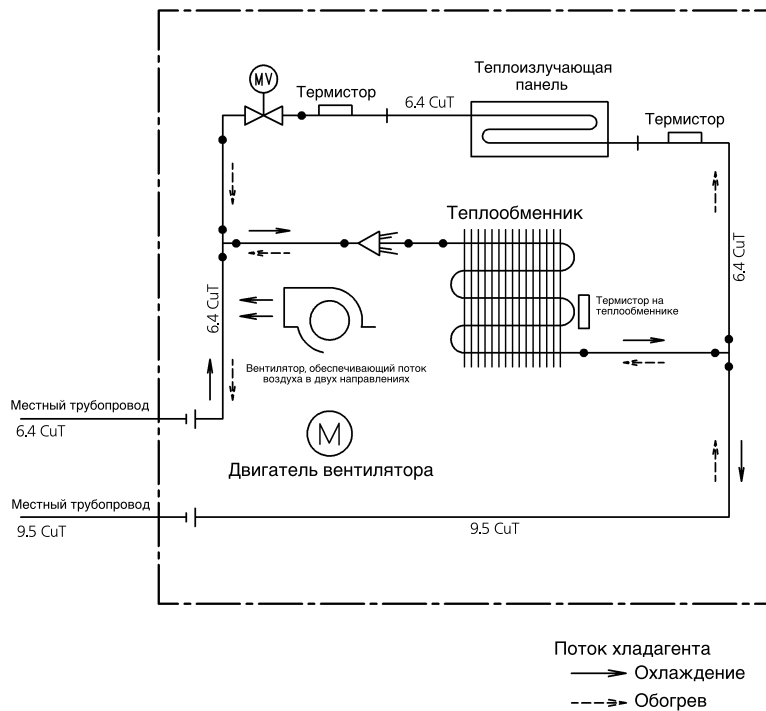 MV
Термистор
6.4 CuT
Теплоизлучающая
панель
Термистор
Теплообменник
6.4 CuT
6.4 CuT
Термистор на
теплообменнике
Вентилятор, обеспечивающий поток
воздуха в двух направлениях
Местный трубопровод
6.4 CuT
M
Двигатель вентилятора
Местный трубопровод
9.5 CuT
9.5 CuT
Поток хладагента
Охлаждение
Обогрев